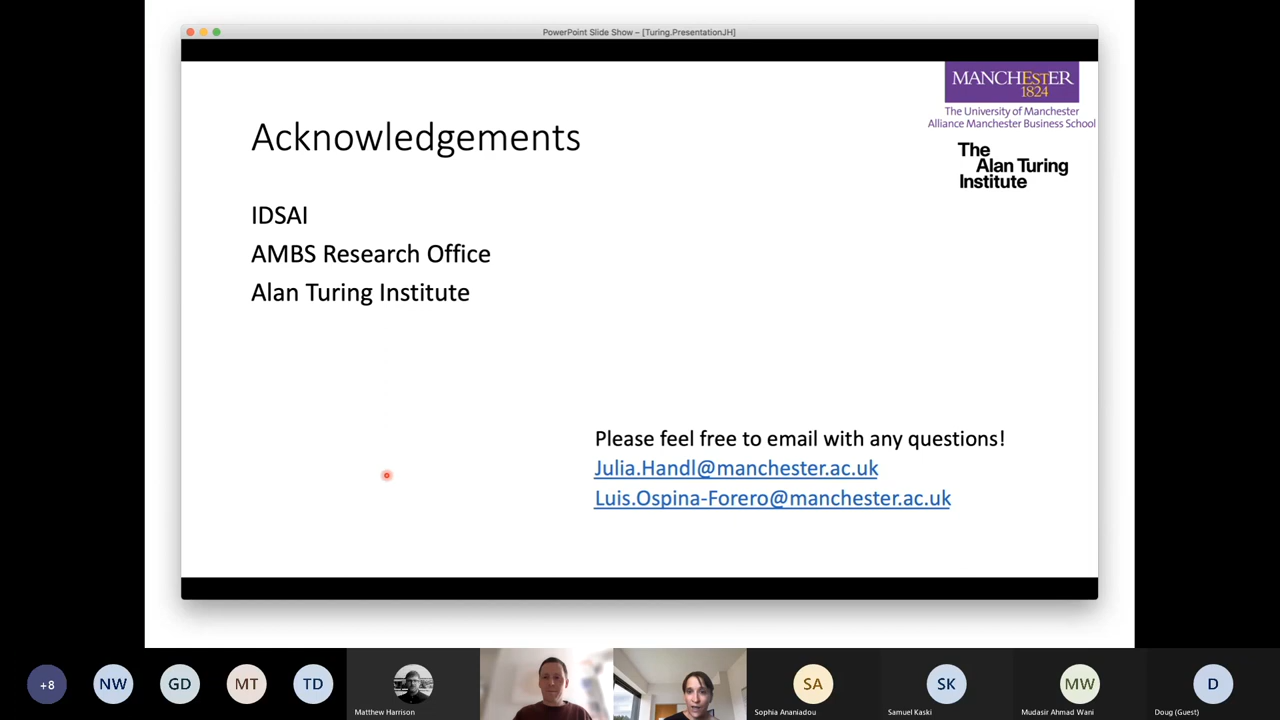 PowerPoint Slide Show – [Turing.PresentationJH]
MANCHESTER
1824
The University of Manchester
Alliance Manchester Business School
The
Alan Turing
Institute
Acknowledgements
IDSAI
AMBS Research Office
Alan Turing Institute
Please feel free to email with any questions!
Julia.Handl@manchester.ac.uk
Luis.Ospina-Forero@manchester.ac.uk
+8
NW
GD
MT
TD
Matthew Harrison
SA
Sophia Ananiadou
SK
Samuel Kaski
MW
Mudasir Ahmad Wani
D
Doug (Guest)